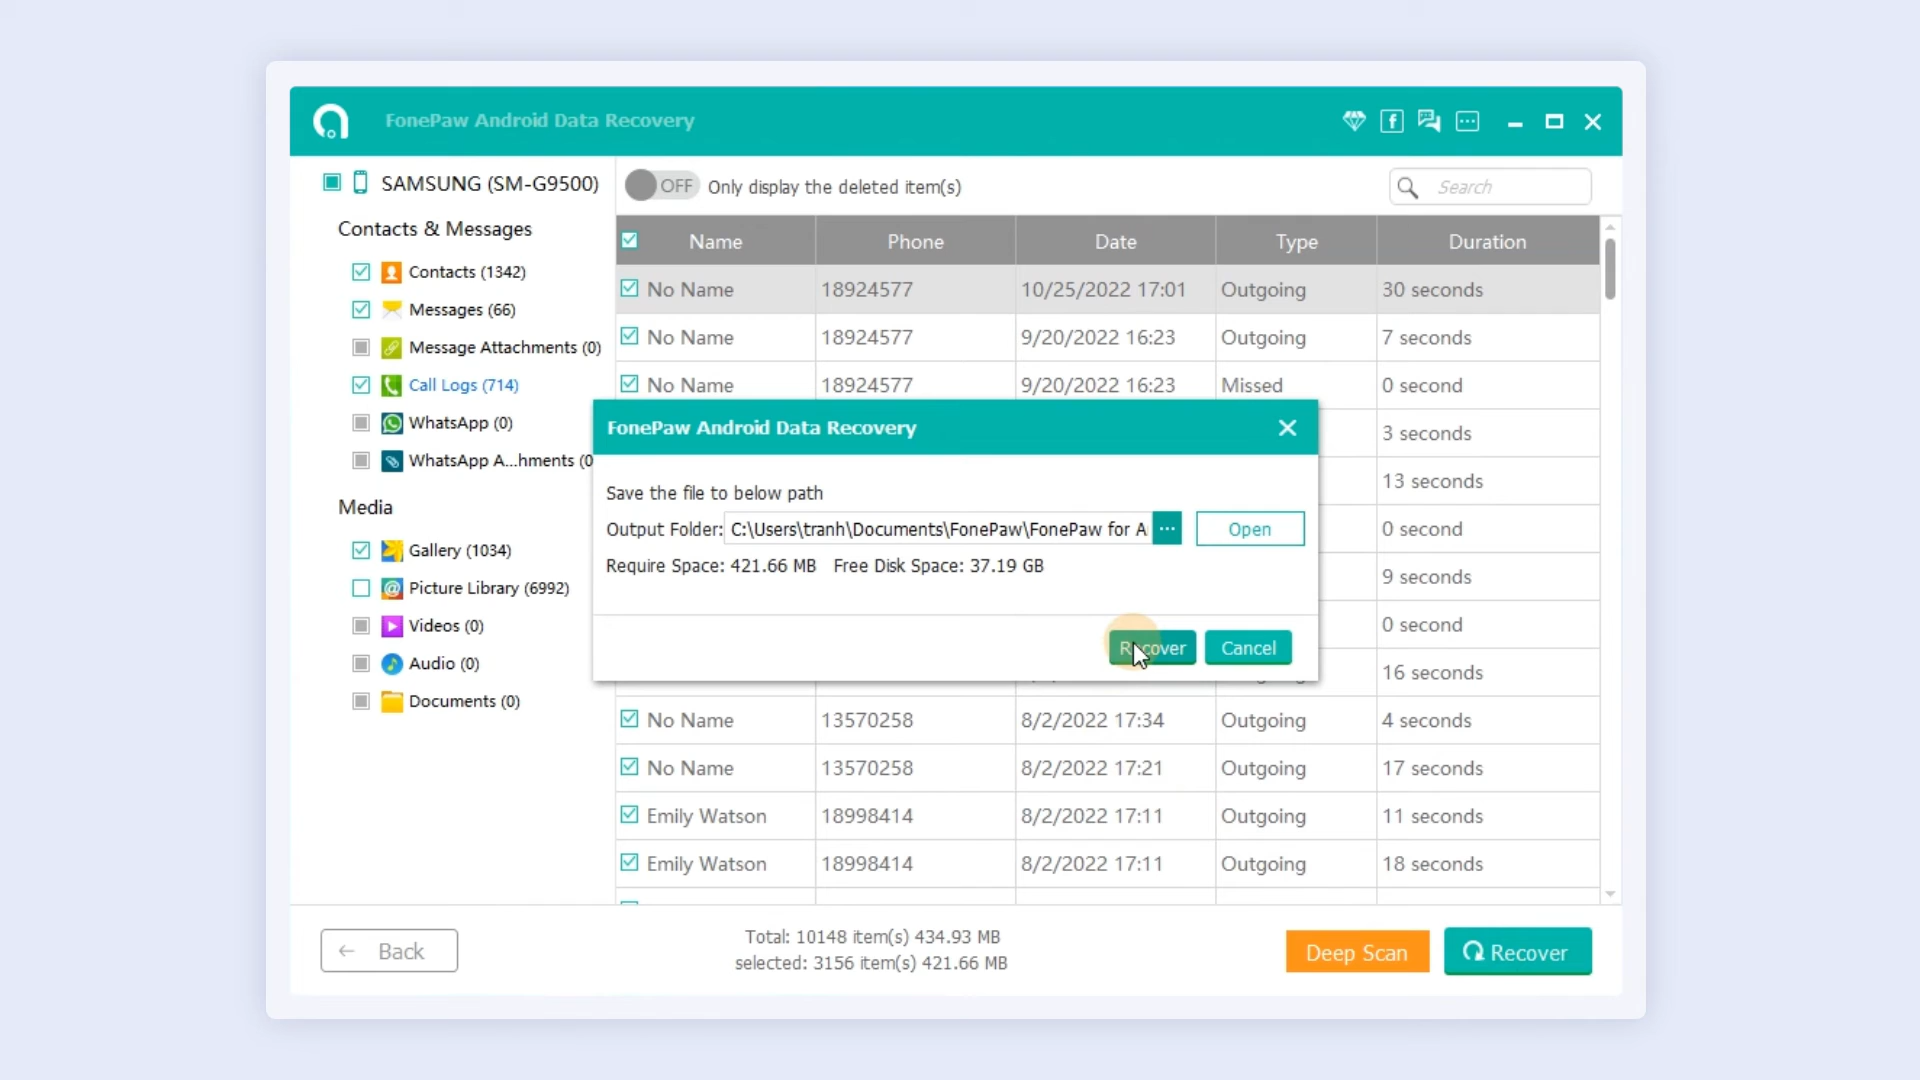 FonePaw Android Data Recovery
SAMSUNG (SM-G9500)
OFF Only display the deleted item(s)
Search
Contacts & Messages
Contacts (1342)
Messages (66)
Message Attachments (0)
Call Logs (714)
WhatsApp (0)
WhatsApp A...hments (0
Media
Gallery (1034)
Picture Library (6992)
Videos (0)
Audio (0)
Documents (0)
Name Phone Date Type Duration
No Name 18924577 10/25/2022 17:01 Outgoing 30 seconds
No Name 18924577 9/20/2022 16:23 Outgoing 7 seconds
No Name 18924577 9/20/2022 16:23 Missed 0 second
3 seconds
13 seconds
0 second
9 seconds
0 second
16 seconds
FonePaw Android Data Recovery
Save the file to below path
Output Folder: C:\Users\tranh\Documents\FonePaw\FonePaw for A ... Open
Require Space: 421.66 MB Free Disk Space: 37.19 GB
Recover Cancel
No Name 13570258 8/2/2022 17:34 Outgoing 4 seconds
No Name 13570258 8/2/2022 17:21 Outgoing 17 seconds
Emily Watson 18998414 8/2/2022 17:11 Outgoing 11 seconds
Emily Watson 18998414 8/2/2022 17:11 Outgoing 18 seconds
Back
Total: 10148 item(s) 434.93 MB
selected: 3156 item(s) 421.66 MB
Deep Scan
Recover